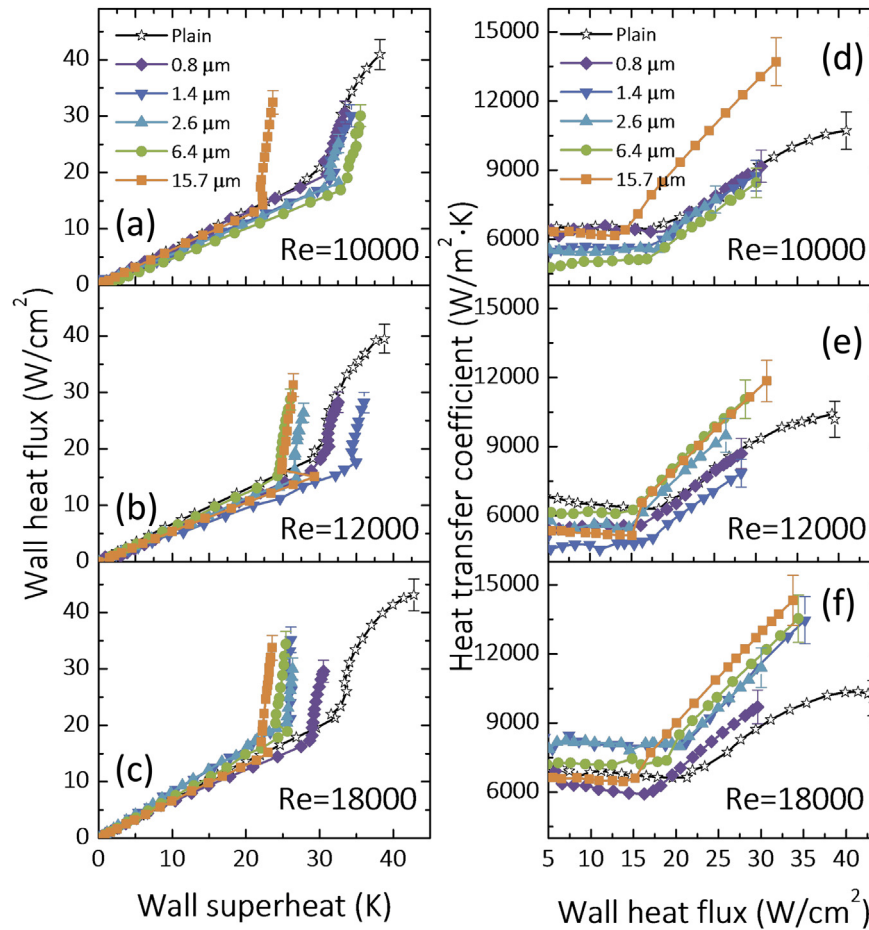 Plain
0.8 μm
1.4 μm
2.6 μm
6.4 μm
15.7 μm
(a)
Re=10000
40
30
20
10
0
(b)
Re=12000
40
30
20
10
0
(c)
Re=18000
40
30
20
10
0
0
10
20
30
40
Wall superheat (K)
Wall heat flux (W/cm²)
Plain
0.8 μm
1.4 μm
2.6 μm
6.4 μm
15.7 μm
(d)
Re=10000
15000
12000
9000
6000
(e)
Re=12000
15000
12000
9000
6000
(f)
Re=18000
15000
12000
9000
6000
5
10
15
20
25
30
35
40
Wall heat flux (W/cm²)
Heat transfer coefficient (W/m²·K)